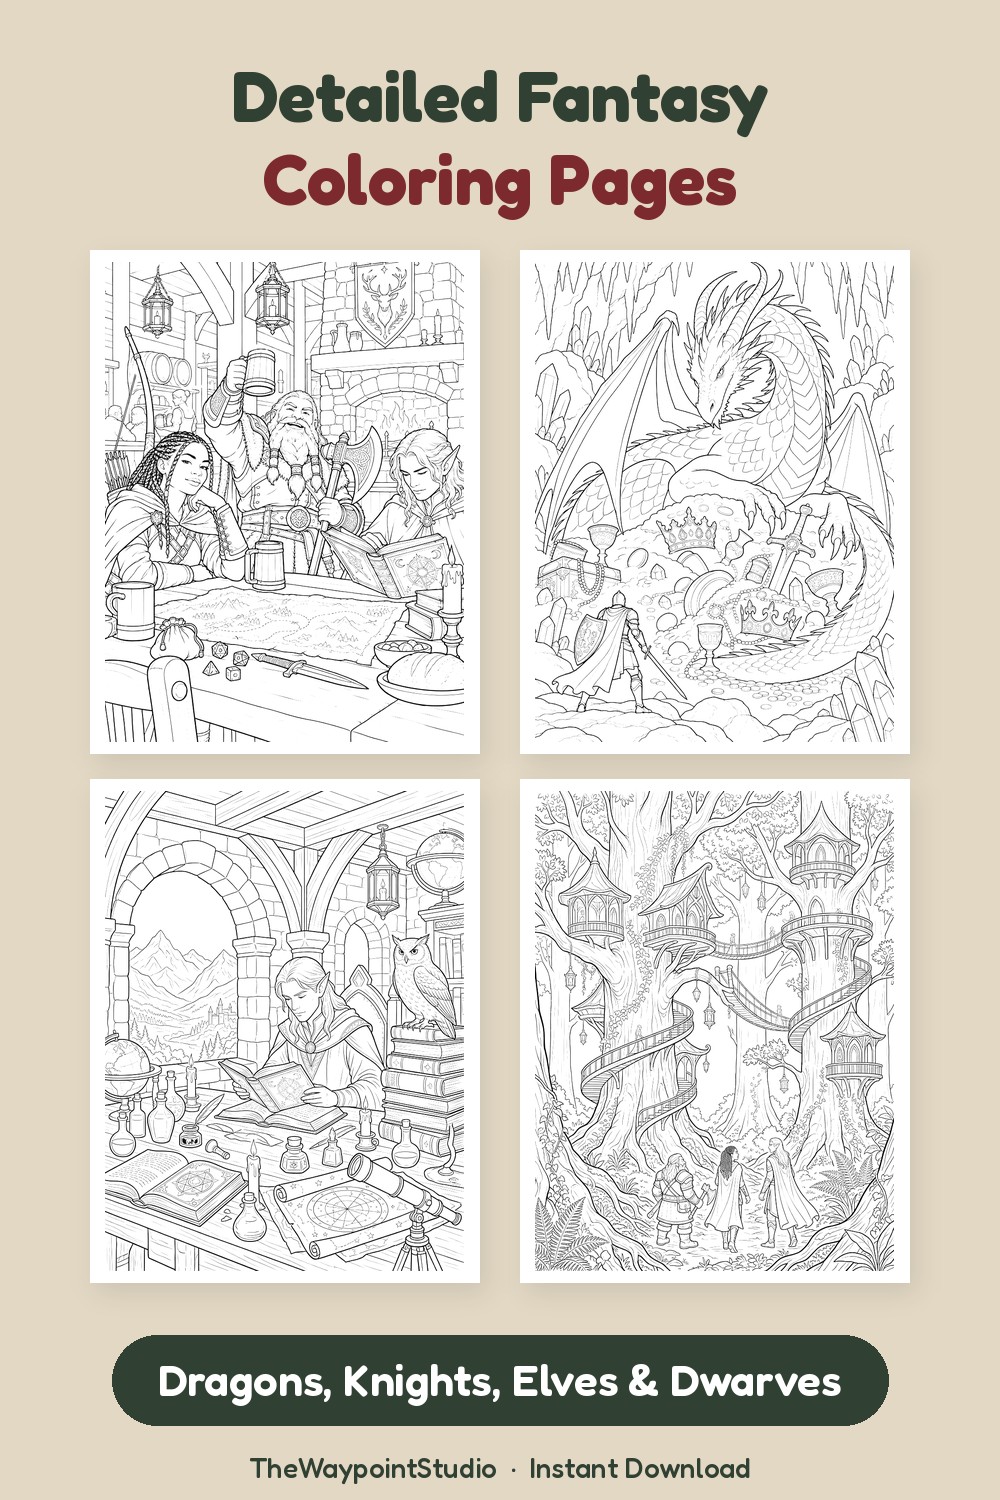 Detailed Fantasy
Coloring Pages
Dragons, Knights, Elves & Dwarves
TheWaypointStudio · Instant Download